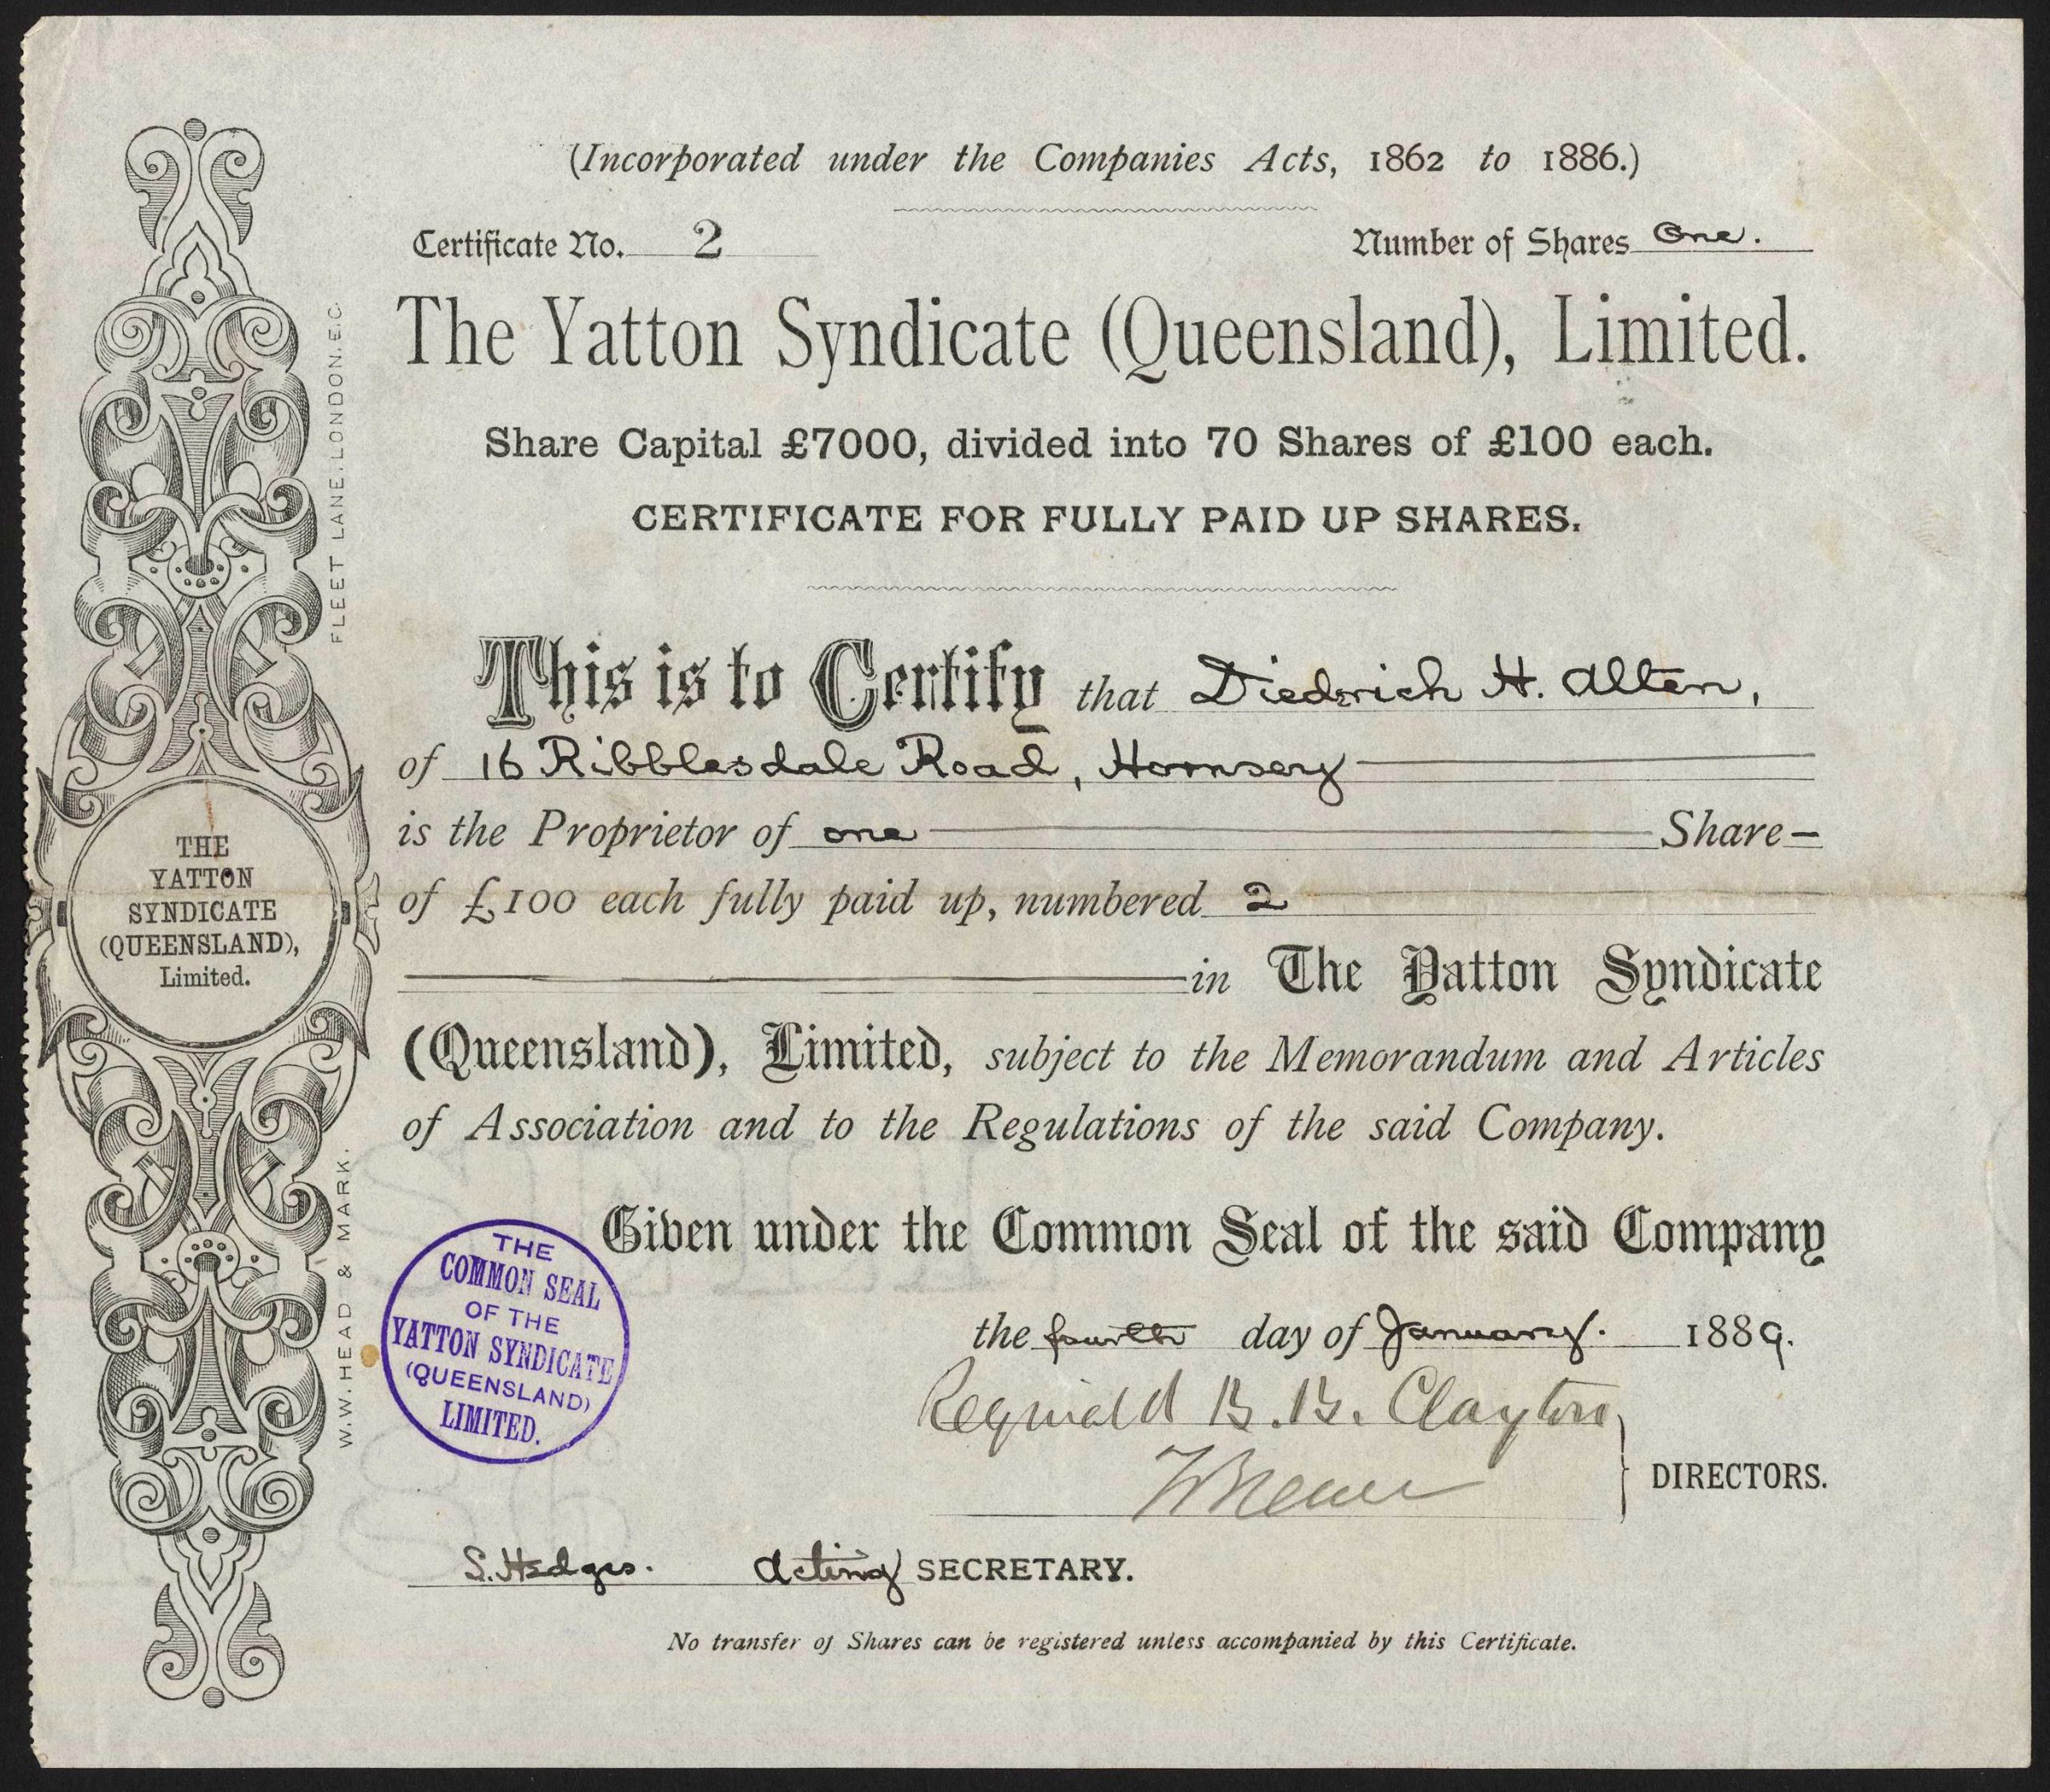 (Incorporated under the Companies Acts, 1862 to 1886.)
Certificate No. 2 Number of Shares One.
The Yatton Syndicate (Queensland), Limited.
Share Capital £7000, divided into 70 Shares of £100 each.
CERTIFICATE FOR FULLY PAID UP SHARES.
This is to Certify that Diederich H. Alten,
of 16 Ribblesdale Road, Hornsey
is the Proprietor of one Share
of £100 each fully paid up, numbered 2
in The Yatton Syndicate
(Queensland), Limited, subject to the Memorandum and Articles
of Association and to the Regulations of the said Company.
Given under the Common Seal of the said Company
the fourth day of January. 1889.
Reginald B. B. Clayton
DIRECTORS.
S. Hedges. Acting SECRETARY.
No transfer of Shares can be registered unless accompanied by this Certificate.
THE
YATTON
SYNDICATE
(QUEENSLAND),
Limited.
W.W. HEAD & MARK.
FLEET LANE. LONDON. E.C.
THE
COMMON SEAL
OF THE
YATTON SYNDICATE
(QUEENSLAND)
LIMITED.